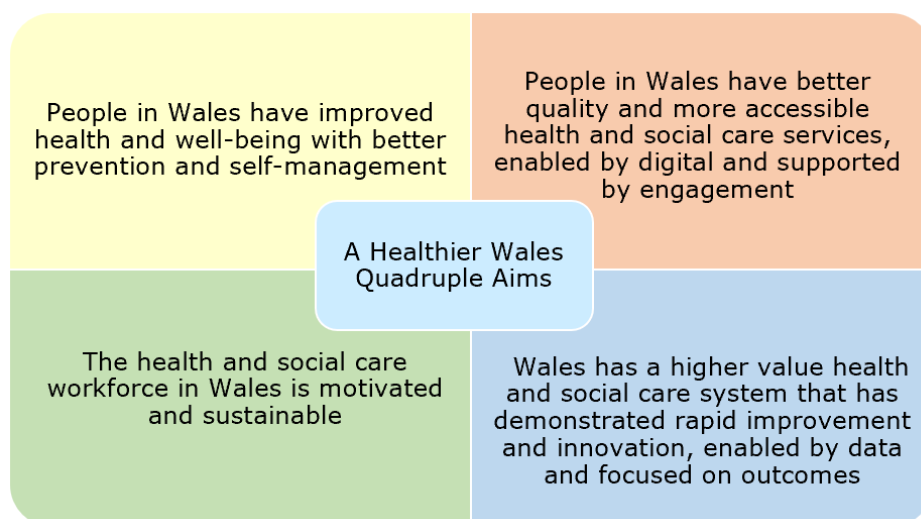 People in Wales have improved
health and well-being with better
prevention and self-management
People in Wales have better
quality and more accessible
health and social care services,
enabled by digital and supported
by engagement
A Healthier Wales
Quadruple Aims
The health and social care
workforce in Wales is motivated
and sustainable
Wales has a higher value health
and social care system that has
demonstrated rapid improvement
and innovation, enabled by data
and focused on outcomes